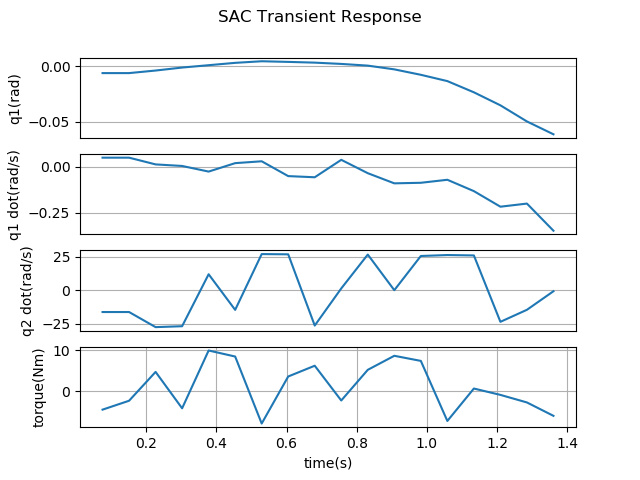 SAC Transient Response
q1(rad)
0.00
−0.05
q1 dot(rad/s)
0.00
−0.25
q2 dot(rad/s)
25
0
−25
torque(Nm)
10
0
0.2 0.4 0.6 0.8 1.0 1.2 1.4
time(s)